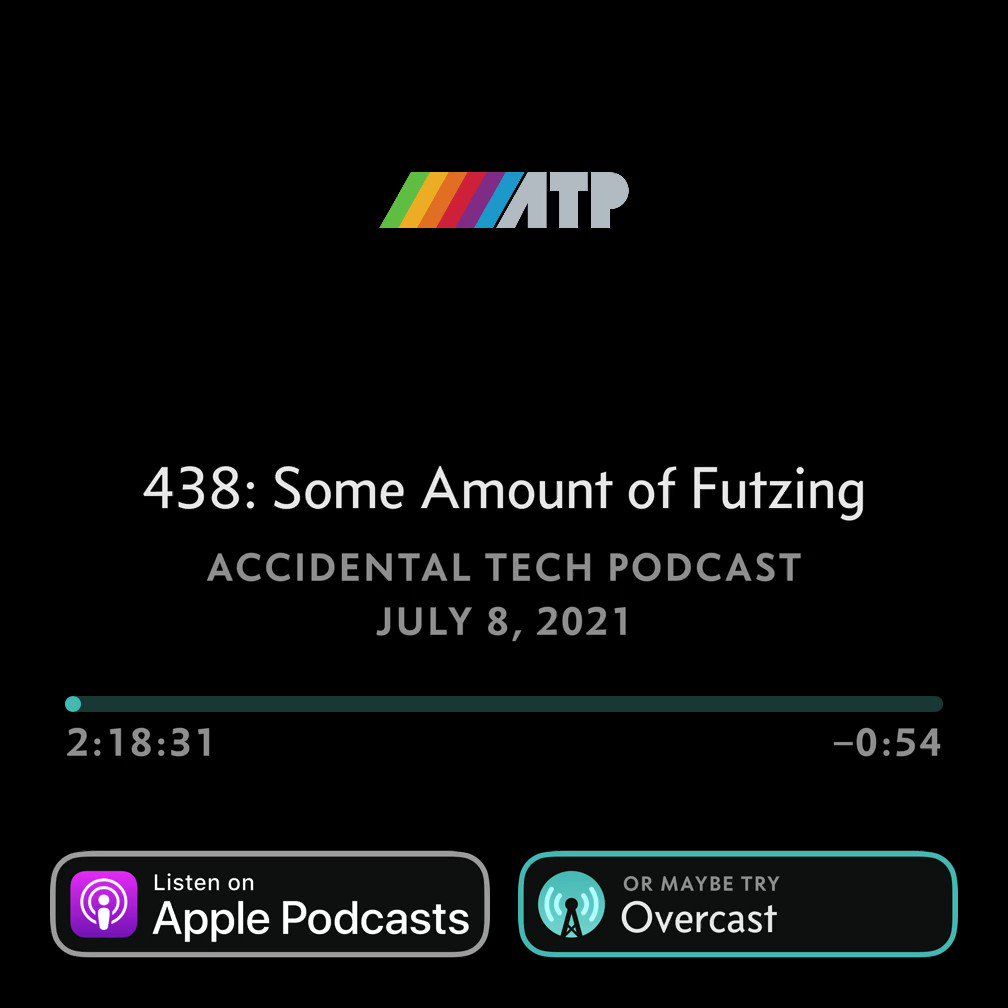 ATP
438: Some Amount of Futzing
ACCIDENTAL TECH PODCAST
JULY 8, 2021
2:18:31
–0:54
Listen on
Apple Podcasts
OR MAYBE TRY
Overcast